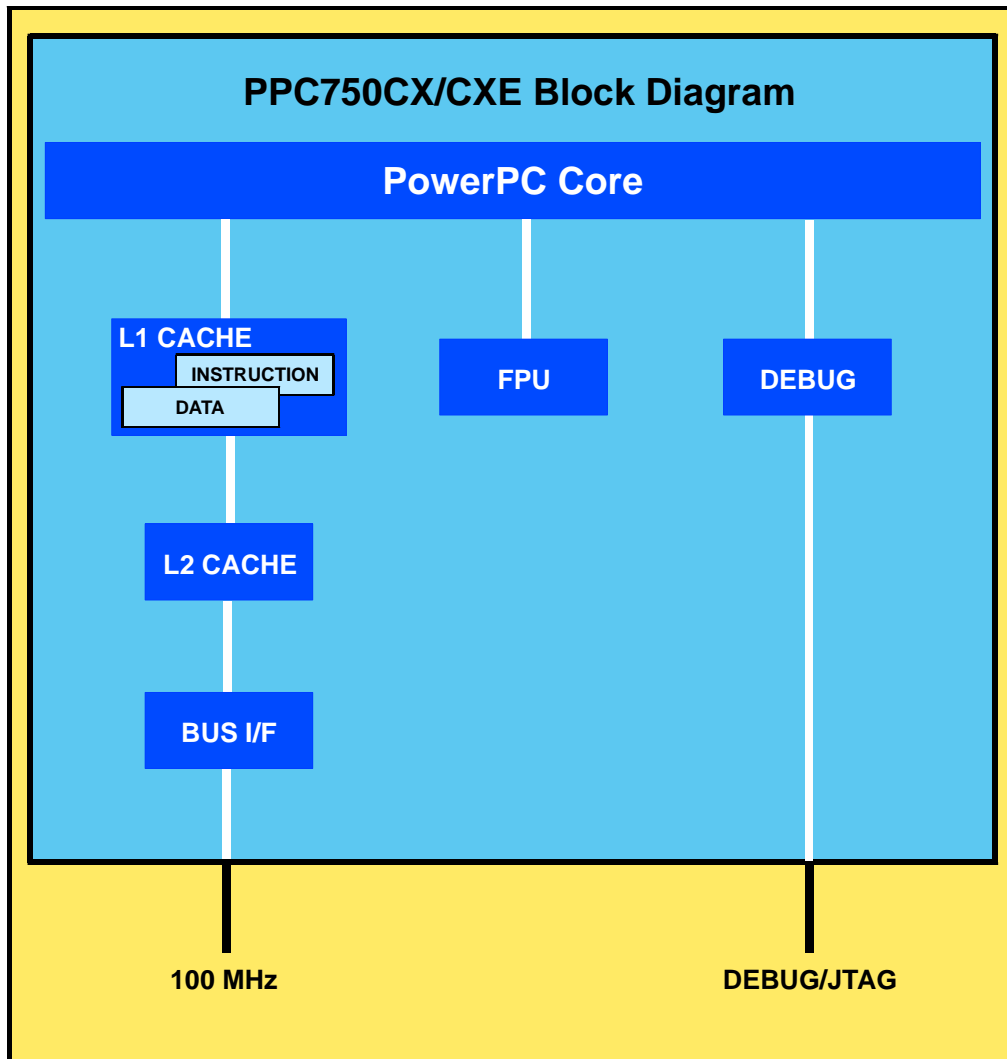 PPC750CX/CXE Block Diagram
PowerPC Core
L1 CACHE
INSTRUCTION
DATA
FPU
DEBUG
L2 CACHE
BUS I/F
100 MHz
DEBUG/JTAG